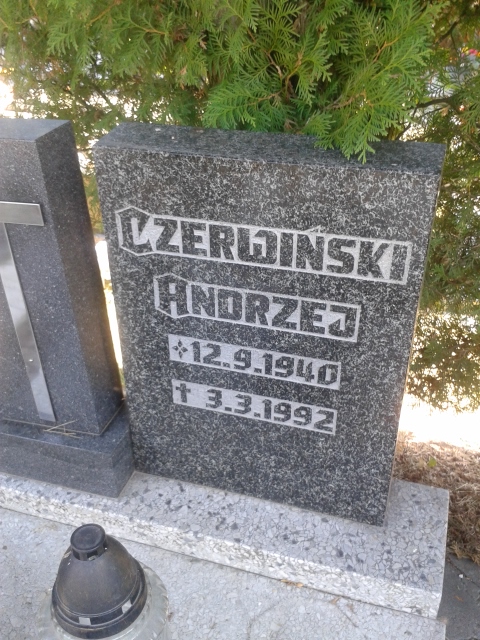 CZERWIŃSKI
ANDRZEJ
12.9.1940
✝ 3.3.1992